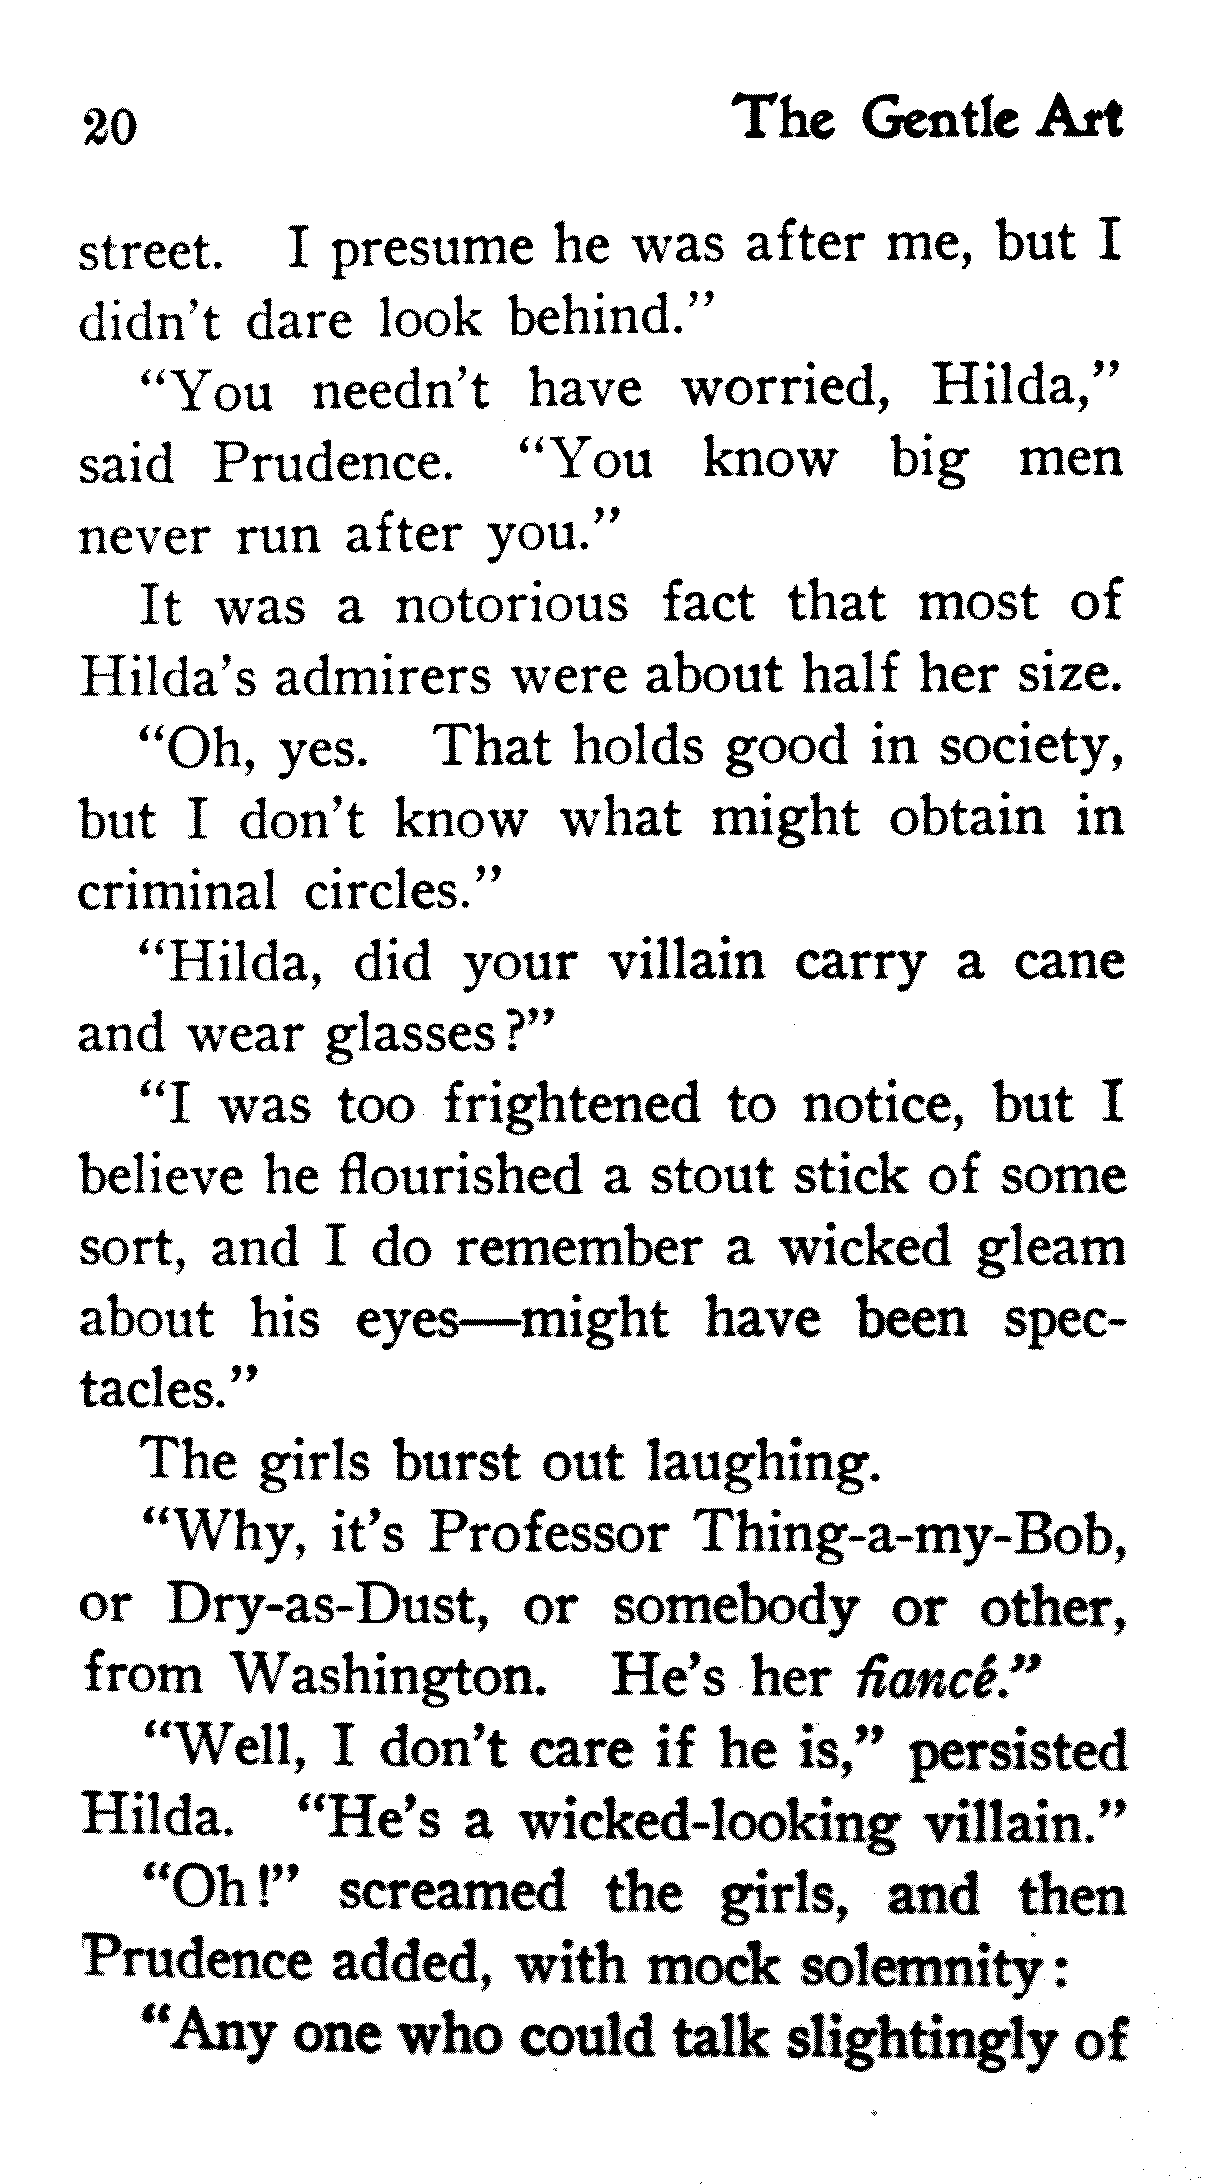 20 The Gentle Art
street. I presume he was after me, but I
didn't dare look behind."
"You needn't have worried, Hilda,"
said Prudence. "You know big men
never run after you."
It was a notorious fact that most of
Hilda's admirers were about half her size.
"Oh, yes. That holds good in society,
but I don't know what might obtain in
criminal circles."
"Hilda, did your villain carry a cane
and wear glasses?"
"I was too frightened to notice, but I
believe he flourished a stout stick of some
sort, and I do remember a wicked gleam
about his eyes—might have been spec-
tacles."
The girls burst out laughing.
"Why, it's Professor Thing-a-my-Bob,
or Dry-as-Dust, or somebody or other,
from Washington. He's her fiancé."
"Well, I don't care if he is," persisted
Hilda. "He's a wicked-looking villain."
"Oh!" screamed the girls, and then
Prudence added, with mock solemnity:
"Any one who could talk slightingly of